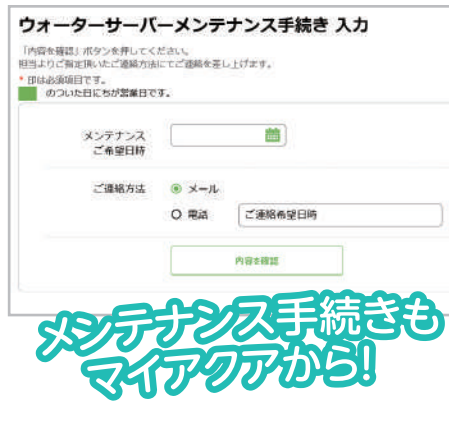 ウォーターサーバーメンテナンス手続き 入力
「内容を確認」ボタンを押してください。
担当よりご指定頂いたご連絡方法にてご連絡を差し上げます。
* 印は必須項目です。
のついた日にちが営業日です。
メンテナンス
ご希望日時
ご連絡方法
メール
電話
ご連絡希望日時
内容を確認
メンテナンス手続きも
マイアクアから!